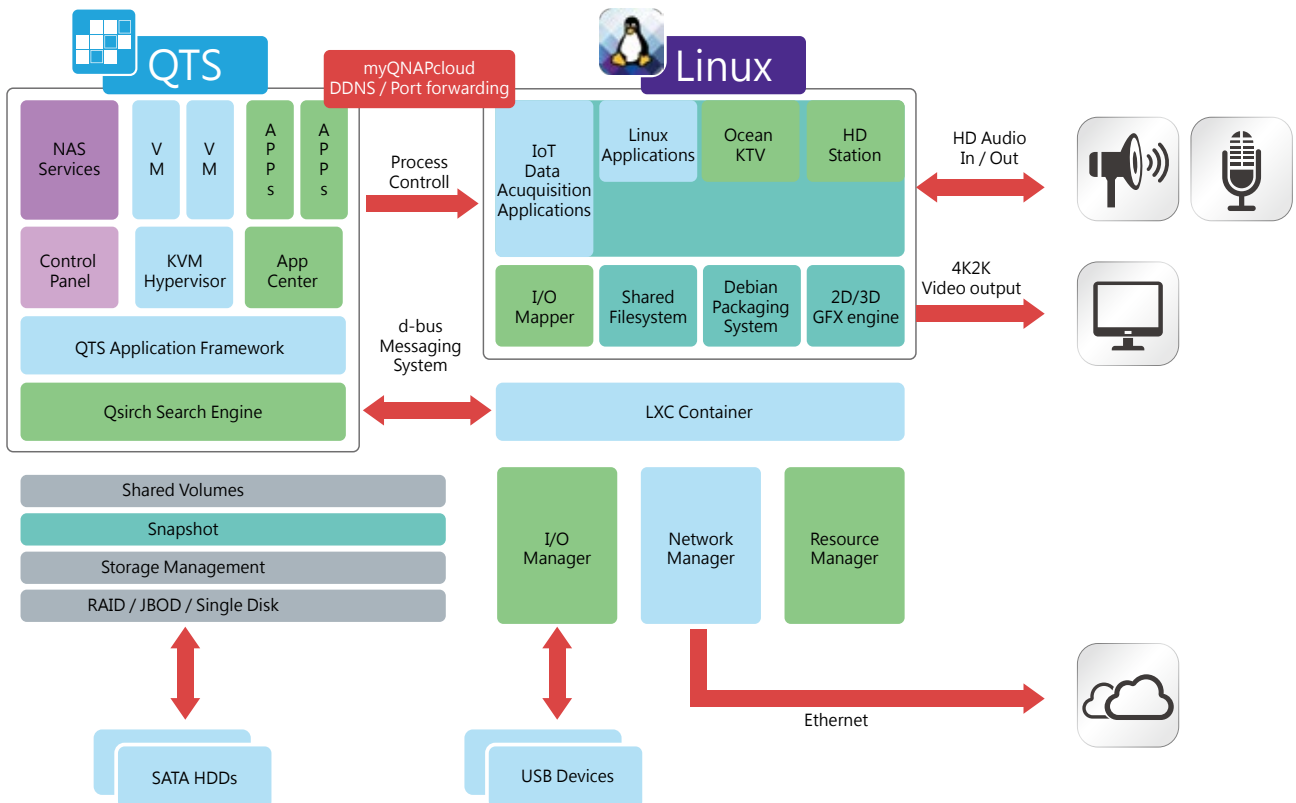 QTS
Linux
myQNAPcloud
DDNS / Port forwarding
NAS
Services
V
M
V
M
A
P
P
s
A
P
P
s
Control
Panel
KVM
Hypervisor
App
Center
QTS Application Framework
Qsirch Search Engine
Process
Controll
d-bus
Messaging
System
IoT
Data
Acuquisition
Applications
Linux
Applications
Ocean
KTV
HD
Station
I/O
Mapper
Shared
Filesystem
Debian
Packaging
System
2D/3D
GFX engine
HD Audio
In / Out
4K2K
Video output
LXC Container
Shared Volumes
Snapshot
Storage Management
RAID / JBOD / Single Disk
I/O
Manager
Network
Manager
Resource
Manager
Ethernet
SATA HDDs
USB Devices